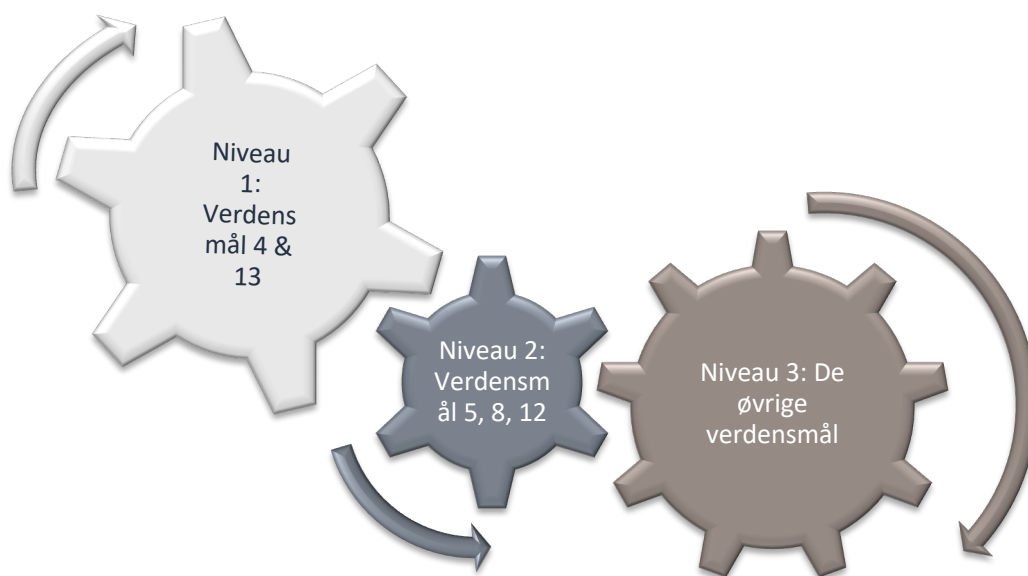 Niveau
1:
Verdens
mål 4 &
13
Niveau 2:
Verdensm
ål 5, 8, 12
Niveau 3: De
øvrige
verdensmål